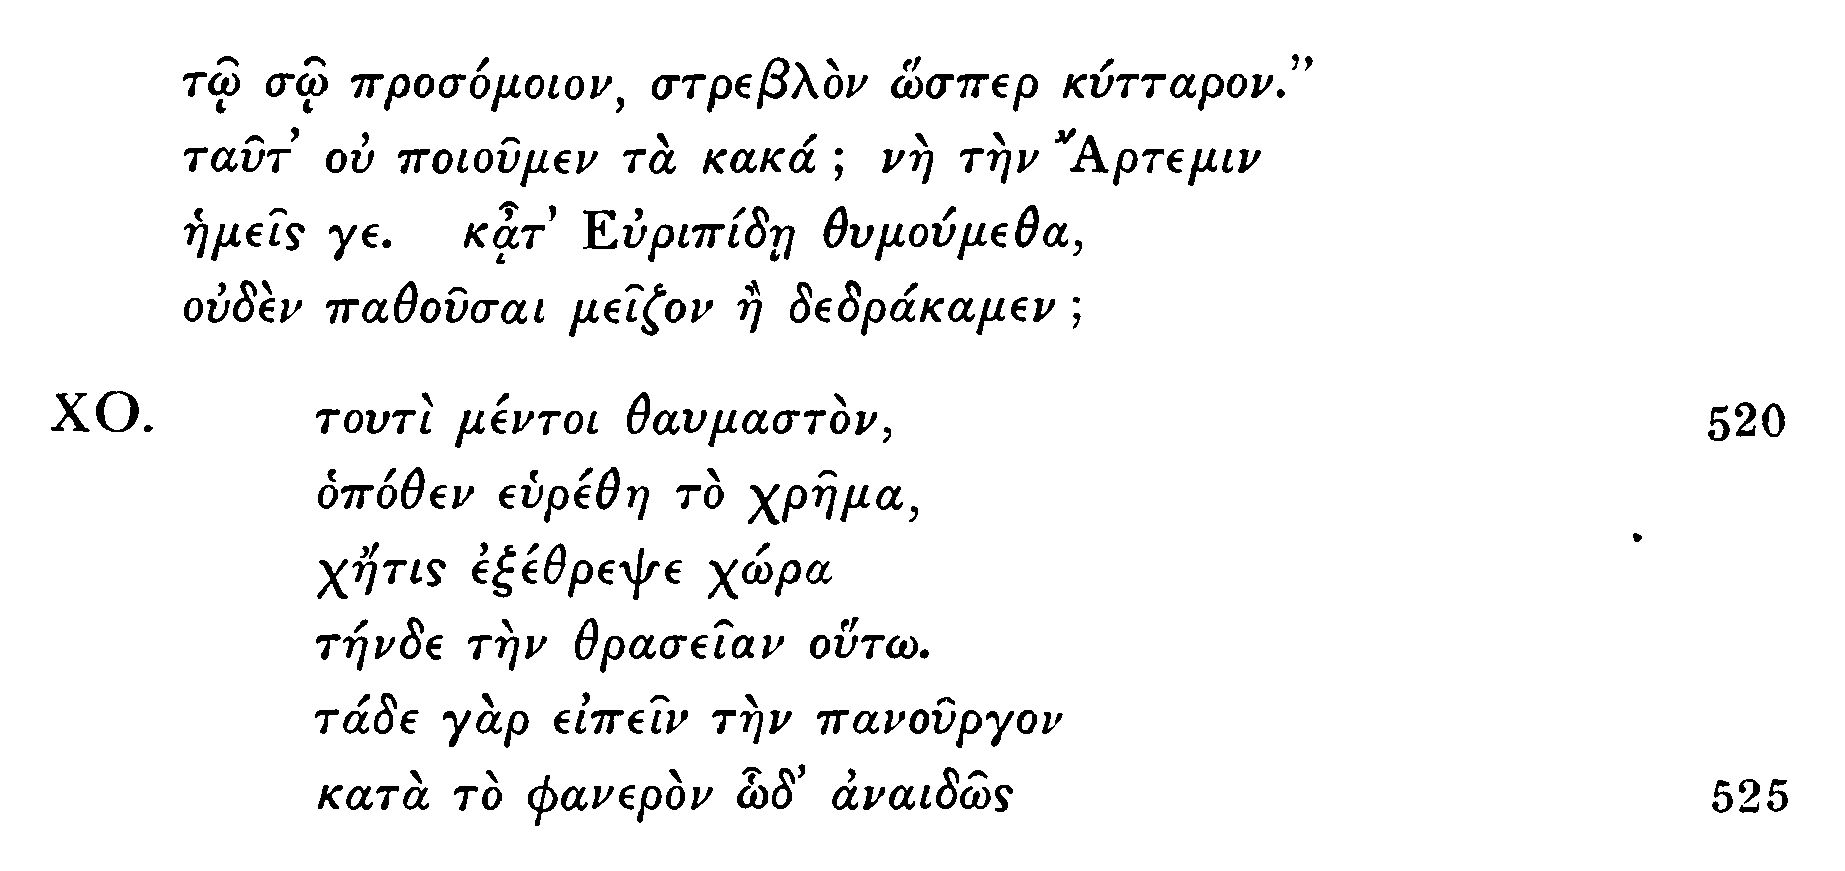 τῷ σῷ προσόμοιον, στρεβλὸν ὥσπερ κύτταρον.”
ταῦτ’ οὐ ποιοῦμεν τὰ κακά; νὴ τὴν Ἄρτεμιν
ἡμεῖς γε. κᾆτ’ Εὐριπίδῃ θυμούμεθα,
οὐδὲν παθοῦσαι μεῖζον ἢ δεδράκαμεν;
ΧΟ. τουτὶ μέντοι θαυμαστὸν, 520
ὁπόθεν εὑρέθη τὸ χρῆμα,
χἤτις ἐξέθρεψε χώρα
τήνδε τὴν θρασεῖαν οὕτω.
τάδε γὰρ εἰπεῖν τὴν πανοῦργον
κατὰ τὸ φανερὸν ὧδ’ ἀναιδῶς 525